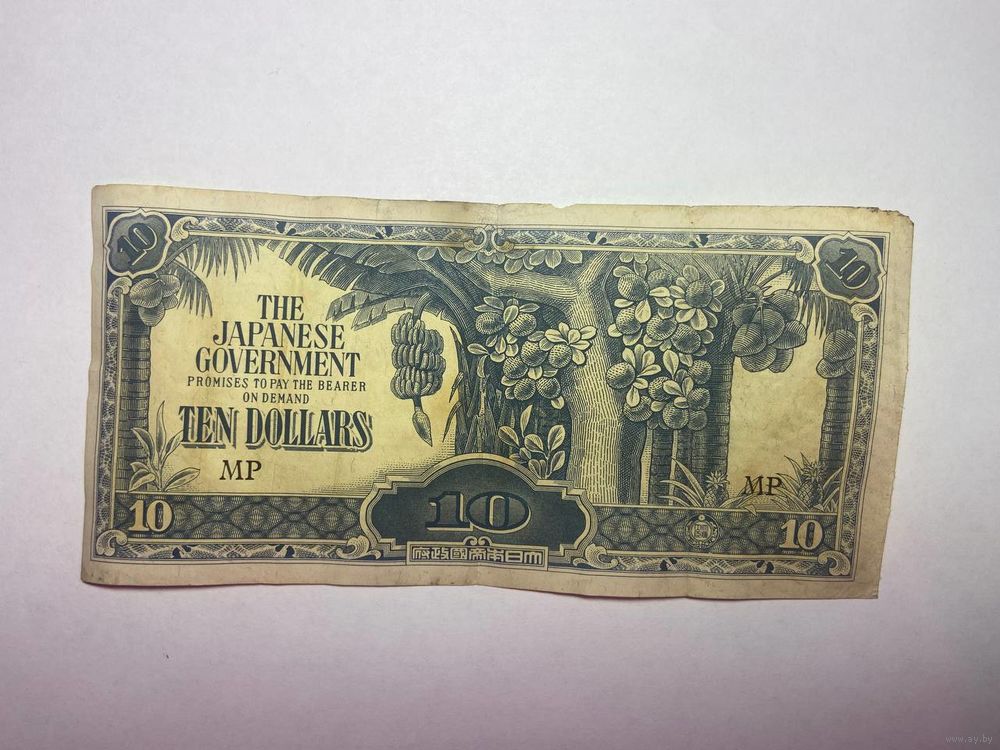 10
10
THE
JAPANESE
GOVERNMENT
PROMISES TO PAY THE BEARER
ON DEMAND
TEN DOLLARS
MP
MP
10
10
10
府政國帝本日大
www.ay.by